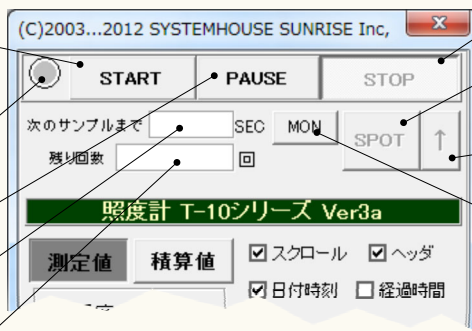 (C)2003...2012 SYSTEMHOUSE SUNRISE Inc,
START PAUSE STOP
次のサンプルまで SEC MON SPOT ↑
残り回数 回
照度計 T-10シリーズ Ver3a
測定値 積算値 スクロール ヘッダ
日付時刻 経過時間